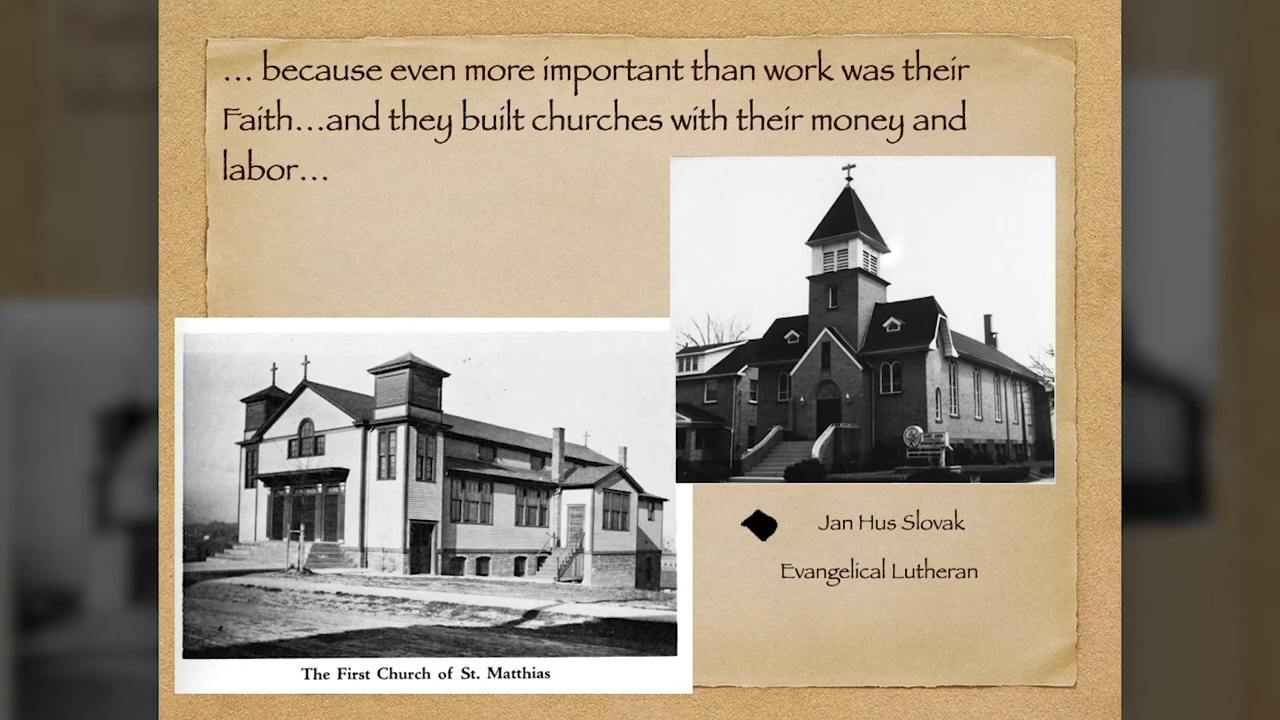 … because even more important than work was their
Faith…and they built churches with their money and
labor…
Jan Hus Slovak
Evangelical Lutheran
The First Church of St. Matthias